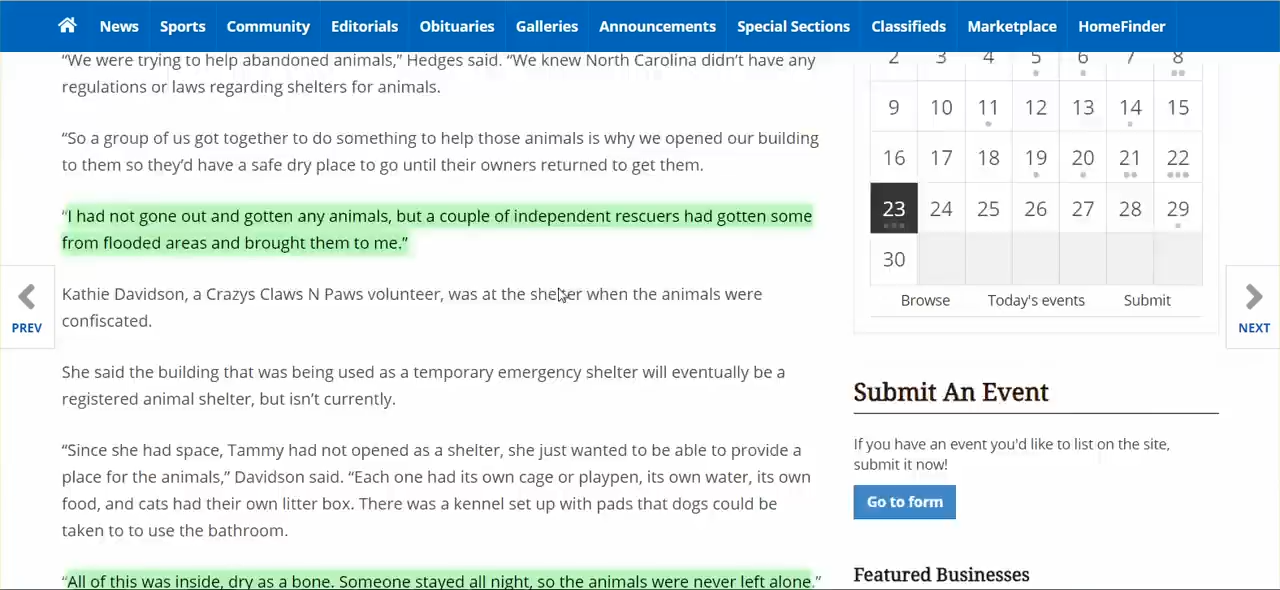 News Sports Community Editorials Obituaries Galleries Announcements Special Sections Classifieds Marketplace HomeFinder
“We were trying to help abandoned animals,” Hedges said. “We knew North Carolina didn’t have any
regulations or laws regarding shelters for animals.
“So a group of us got together to do something to help those animals is why we opened our building
to them so they’d have a safe dry place to go until their owners returned to get them.
“I had not gone out and gotten any animals, but a couple of independent rescuers had gotten some
from flooded areas and brought them to me.”
Kathie Davidson, a Crazys Claws N Paws volunteer, was at the shelter when the animals were
confiscated.
She said the building that was being used as a temporary emergency shelter will eventually be a
registered animal shelter, but isn’t currently.
“Since she had space, Tammy had not opened as a shelter, she just wanted to be able to provide a
place for the animals,” Davidson said. “Each one had its own cage or playpen, its own water, its own
food, and cats had their own litter box. There was a kennel set up with pads that dogs could be
taken to to use the bathroom.
“All of this was inside, dry as a bone. Someone stayed all night, so the animals were never left alone.”
PREV
NEXT
2 3 4 5 6 7 8
9 10 11 12 13 14 15
16 17 18 19 20 21 22
23 24 25 26 27 28 29
30
Browse Today's events Submit
Submit An Event
If you have an event you'd like to list on the site,
submit it now!
Go to form
Featured Businesses